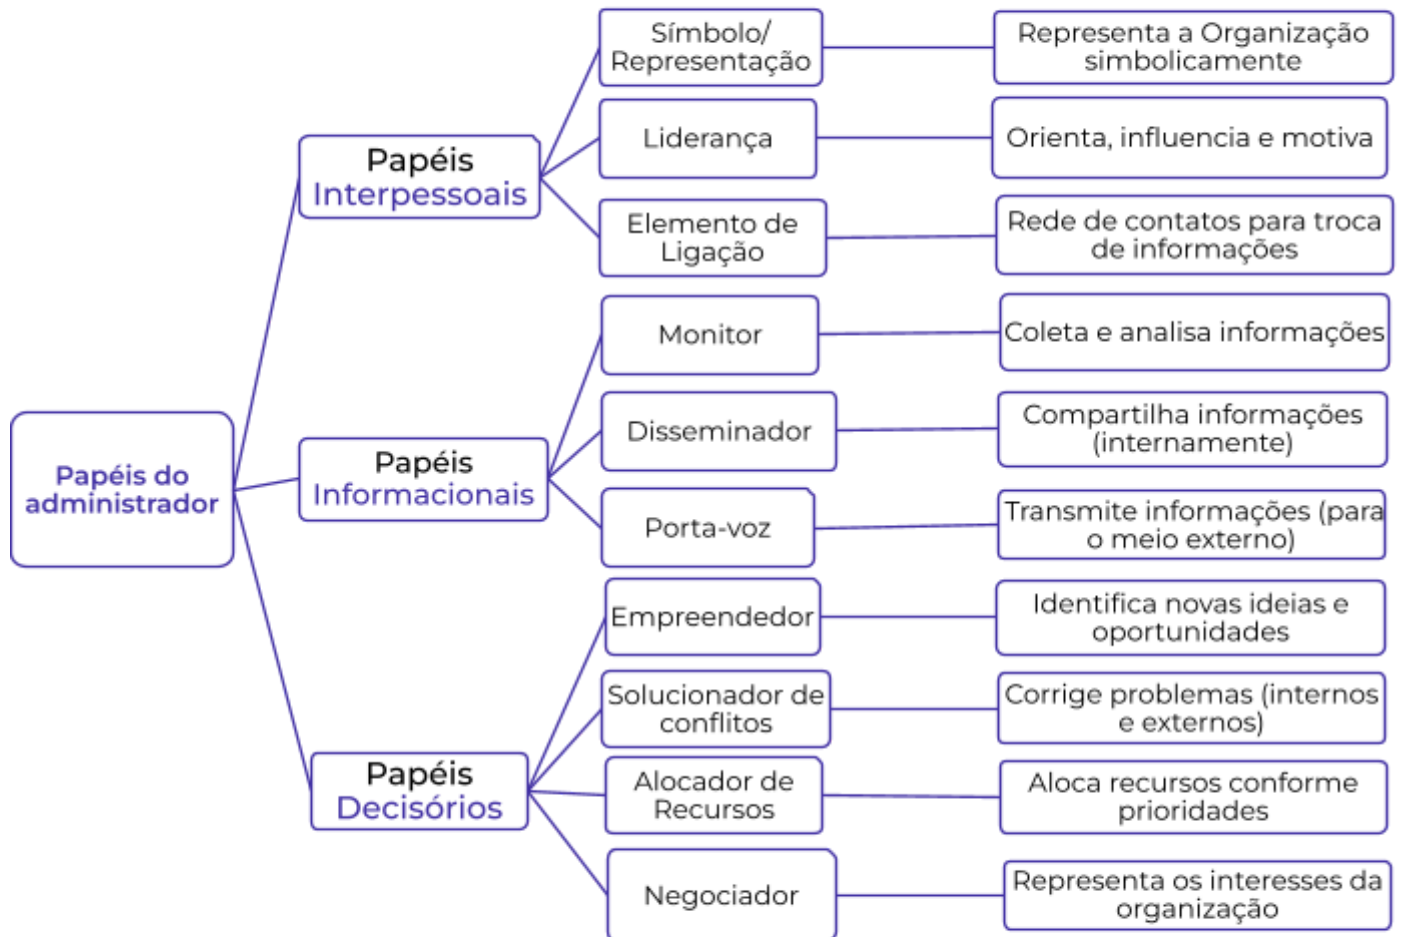 Papéis do
administrador
Papéis
Interpessoais
Símbolo/
Representação
Representa a Organização
simbolicamente
Liderança
Orienta, influencia e motiva
Elemento de
Ligação
Rede de contatos para troca
de informações
Papéis
Informacionais
Monitor
Coleta e analisa informações
Disseminador
Compartilha informações
(internamente)
Porta-voz
Transmite informações (para
o meio externo)
Papéis
Decisórios
Empreendedor
Identifica novas ideias e
oportunidades
Solucionador de
conflitos
Corrige problemas (internos
e externos)
Alocador de
Recursos
Aloca recursos conforme
prioridades
Negociador
Representa os interesses da
organização